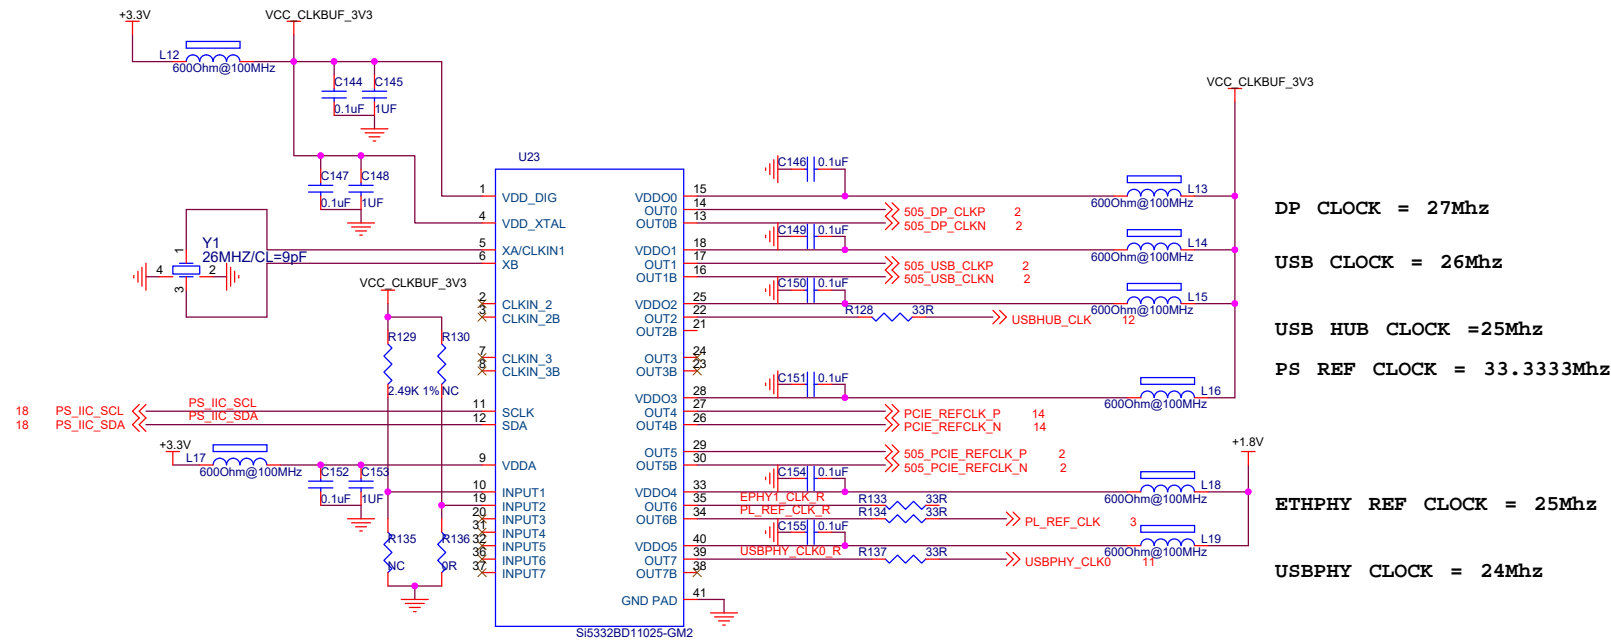 +3.3V
VCC_CLKBUF_3V3
L12
600Ohm@100MHz
C144
C145
0.1uF
1UF
C147
C148
0.1uF
1UF
Y1
26MHZ/CL=9pF
1
4
2
3
VCC_CLKBUF_3V3
R129
R130
2.49K 1%
NC
18 PS_IIC_SCL
PS_IIC_SCL
18 PS_IIC_SDA
PS_IIC_SDA
+3.3V
L17
600Ohm@100MHz
C152
C153
0.1uF
1UF
R135
R136
NC
0R
U23
1 VDD_DIG
4 VDD_XTAL
5 XA/CLKIN1
6 XB
2 CLKIN_2
3 CLKIN_2B
7 CLKIN_3
8 CLKIN_3B
11 SCLK
12 SDA
9 VDDA
10 INPUT1
19 INPUT2
20 INPUT3
31 INPUT4
32 INPUT5
36 INPUT6
37 INPUT7
VDDO0 15
OUT0 14
OUT0B 13
VDDO1 18
OUT1 17
OUT1B 16
VDDO2 25
OUT2 22
OUT2B 21
OUT3 24
OUT3B 23
VDDO3 28
OUT4 27
OUT4B 26
OUT5 29
OUT5B 30
VDDO4 33
OUT6 35
OUT6B 34
VDDO5 40
OUT7 39
OUT7B 38
GND PAD 41
Si5332BD11025-GM2
VCC_CLKBUF_3V3
C146 0.1uF
L13
600Ohm@100MHz
505_DP_CLKP 2
505_DP_CLKN 2
C149 0.1uF
L14
600Ohm@100MHz
505_USB_CLKP 2
505_USB_CLKN 2
C150 0.1uF
L15
600Ohm@100MHz
R128 33R
USBHUB_CLK 12
C151 0.1uF
L16
600Ohm@100MHz
PCIE_REFCLK_P 14
PCIE_REFCLK_N 14
505_PCIE_REFCLK_P 2
505_PCIE_REFCLK_N 2
+1.8V
C154 0.1uF
L18
600Ohm@100MHz
EPHY1_CLK_R
R133 33R
PL_REF_CLK_R
R134 33R
PL_REF_CLK 3
C155 0.1uF
L19
600Ohm@100MHz
USBPHY_CLK0_R
R137 33R
USBPHY_CLK0 11
DP CLOCK = 27Mhz
USB CLOCK = 26Mhz
USB HUB CLOCK =25Mhz
PS REF CLOCK = 33.3333Mhz
ETHPHY REF CLOCK = 25Mhz
USBPHY CLOCK = 24Mhz